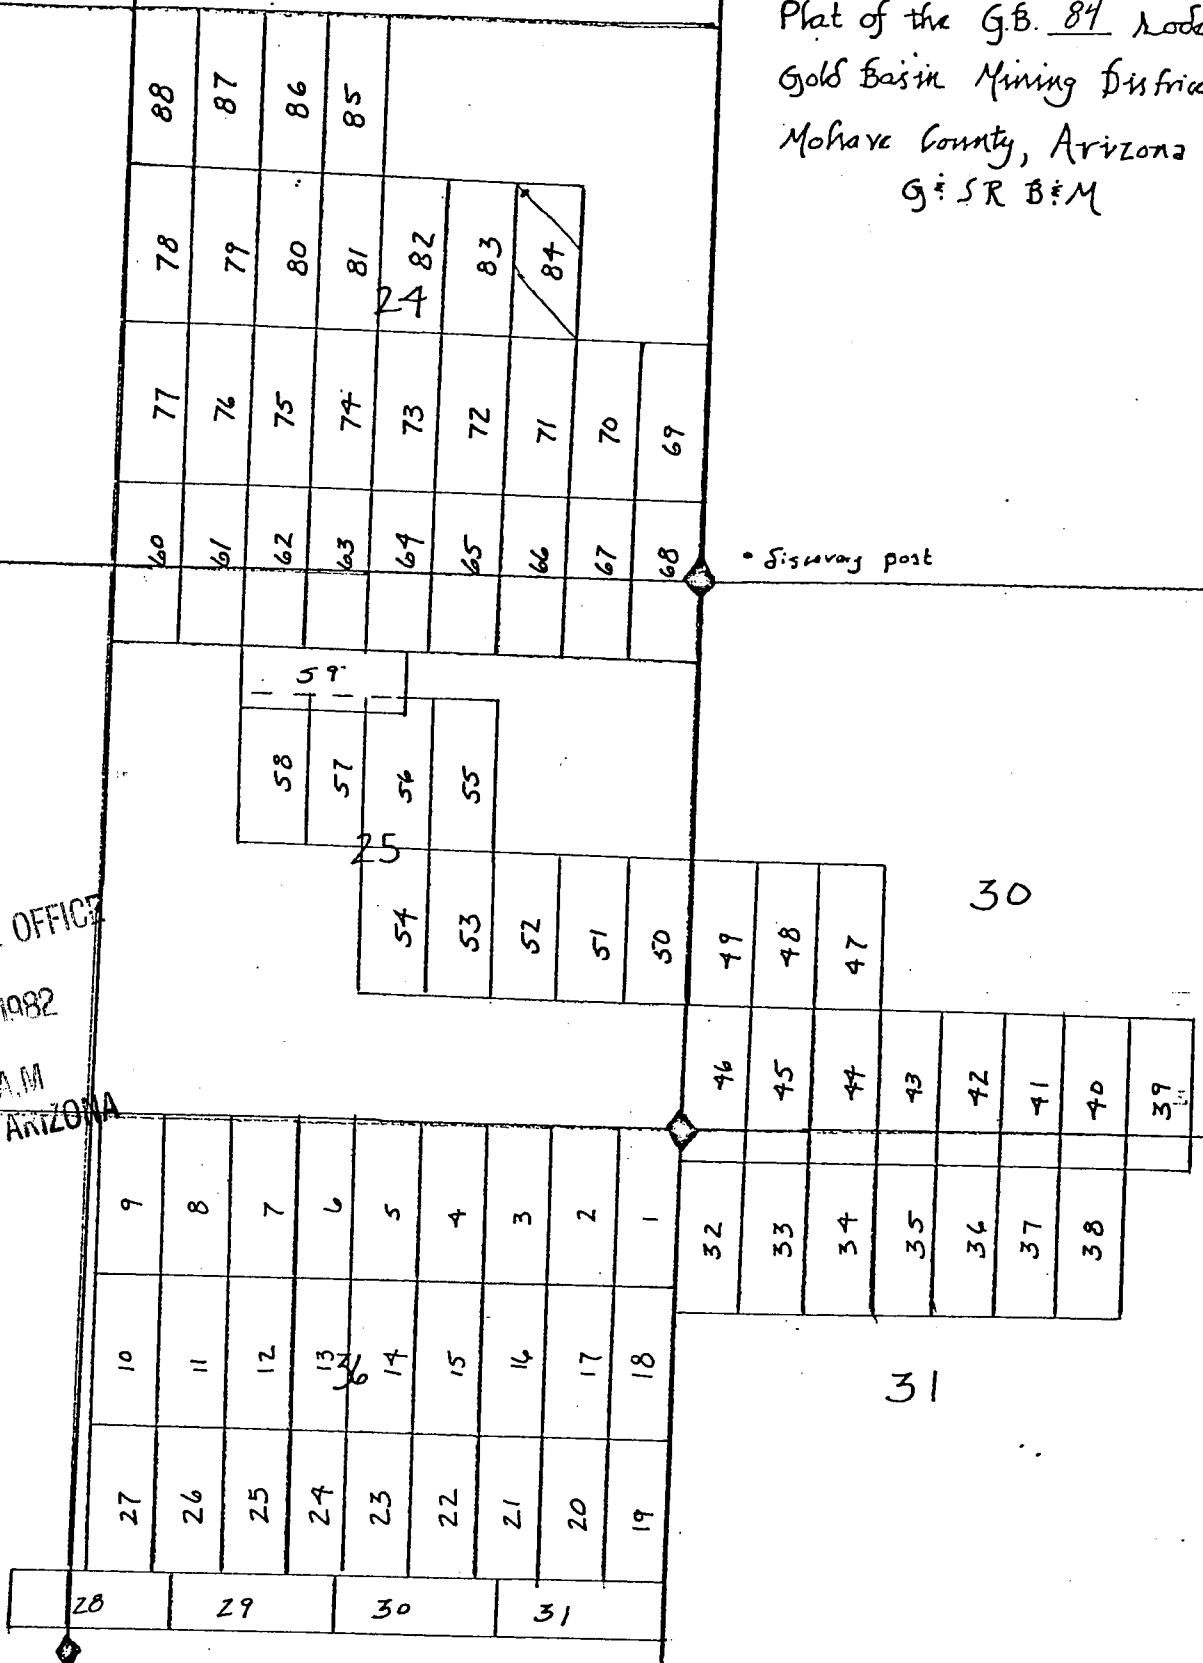 Plat of the G.B. 84 Lode
Gold Basin Mining Distric
Mohave County, Arizona
G & SR B & M
88 87 86 85
78 79 80 81 82 83 84
24
77 76 75 74 73 72 71 70 69
60 61 62 63 64 65 66 67 68
• discovery post
59
58 57 56 55
25
30
54 53 52 51 50 49 48 47
OFFICE
1982
A.M
ARIZONA
46 45 44 43 42 41 40 39
9 8 7 6 5 4 3 2 1
32 33 34 35 36 37 38
10 11 12 13 14 15 16 17 18
36
31
27 26 25 24 23 22 21 20 19
28 29 30 31